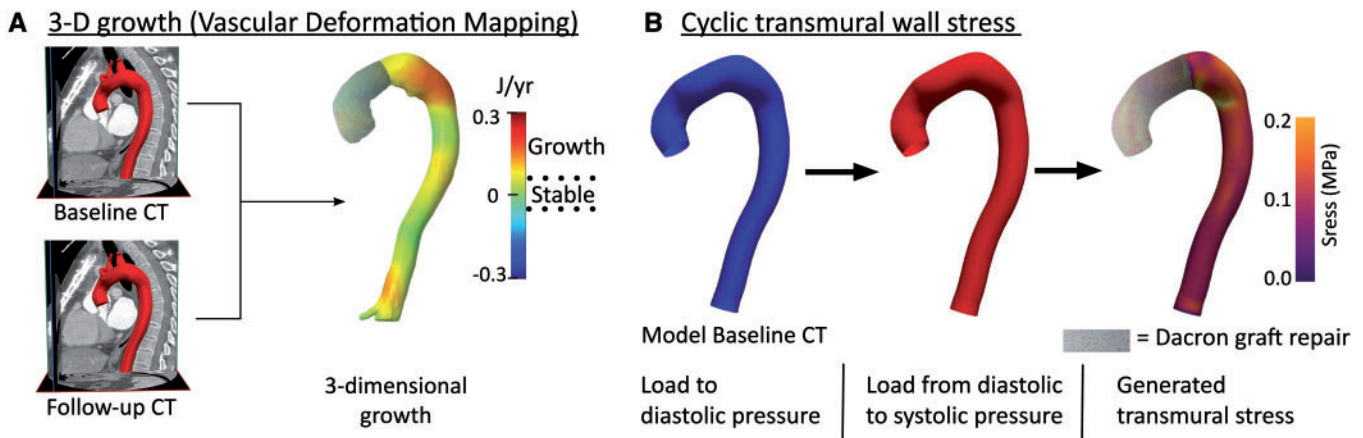 A 3-D growth (Vascular Deformation Mapping)
Baseline CT
Follow-up CT
J/yr
0.3
Growth
0
Stable
-0.3
3-dimensional
growth
B Cyclic transmural wall stress
0.2
0.1
0.0
Sress (MPa)
Model Baseline CT
= Dacron graft repair
Load to
diastolic pressure
Load from diastolic
to systolic pressure
Generated
transmural stress